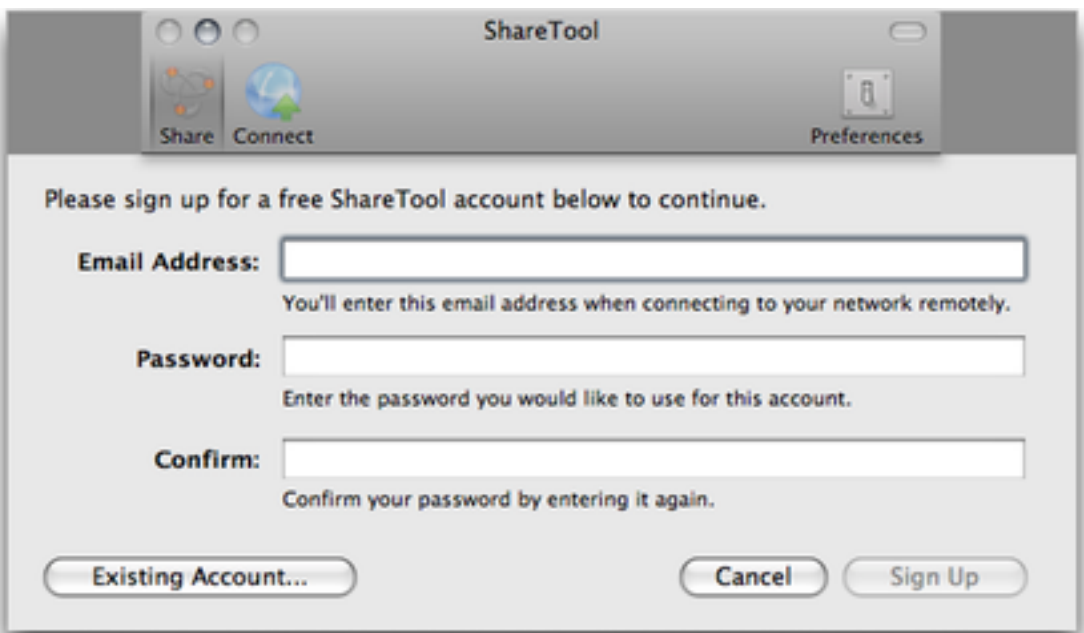 ShareTool
Share Connect Preferences
Please sign up for a free ShareTool account below to continue.
Email Address:
You'll enter this email address when connecting to your network remotely.
Password:
Enter the password you would like to use for this account.
Confirm:
Confirm your password by entering it again.
Existing Account... Cancel Sign Up